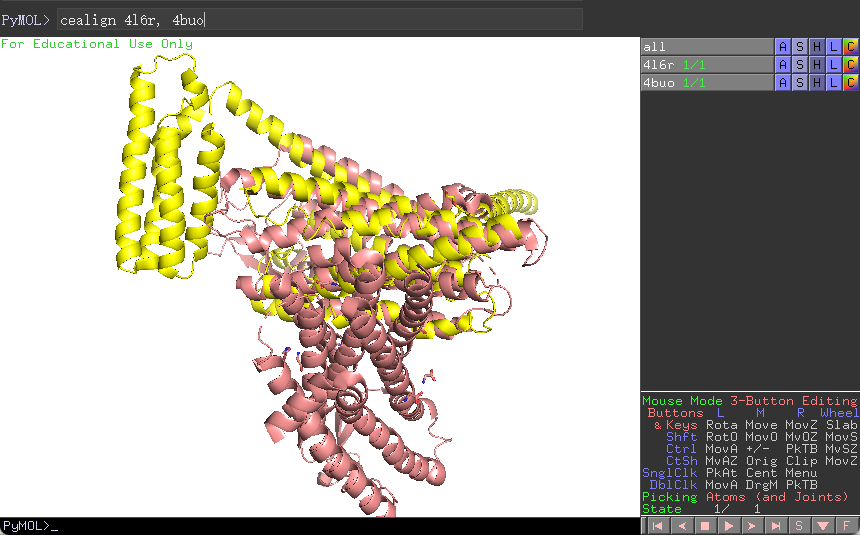 PyMOL> cealign 4l6r, 4buo
For Educational Use Only
all A S H L C
4l6r 1/1 A S H L C
4buo 1/1 A S H L C
Mouse Mode 3-Button Editing
Buttons L M R Wheel
& Keys Rota Move MovZ Slab
Shft RotO MovO MvOZ MovS
Ctrl MovA +/- PkTB MvSZ
CtSh MvAZ Orig Clip MovZ
SnglClk PkAt Cent Menu
DblClk MovA DrgM PkTB
Picking Atoms (and Joints)
State 1/ 1
PyMOL>_
S F